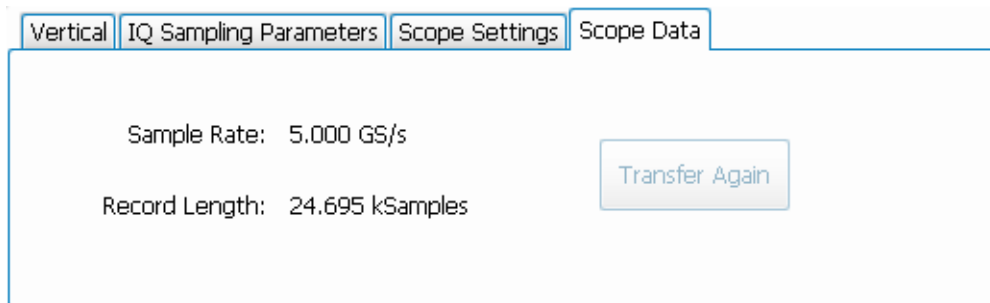 Vertical IQ Sampling Parameters Scope Settings Scope Data
Sample Rate: 5.000 GS/s
Transfer Again
Record Length: 24.695 kSamples